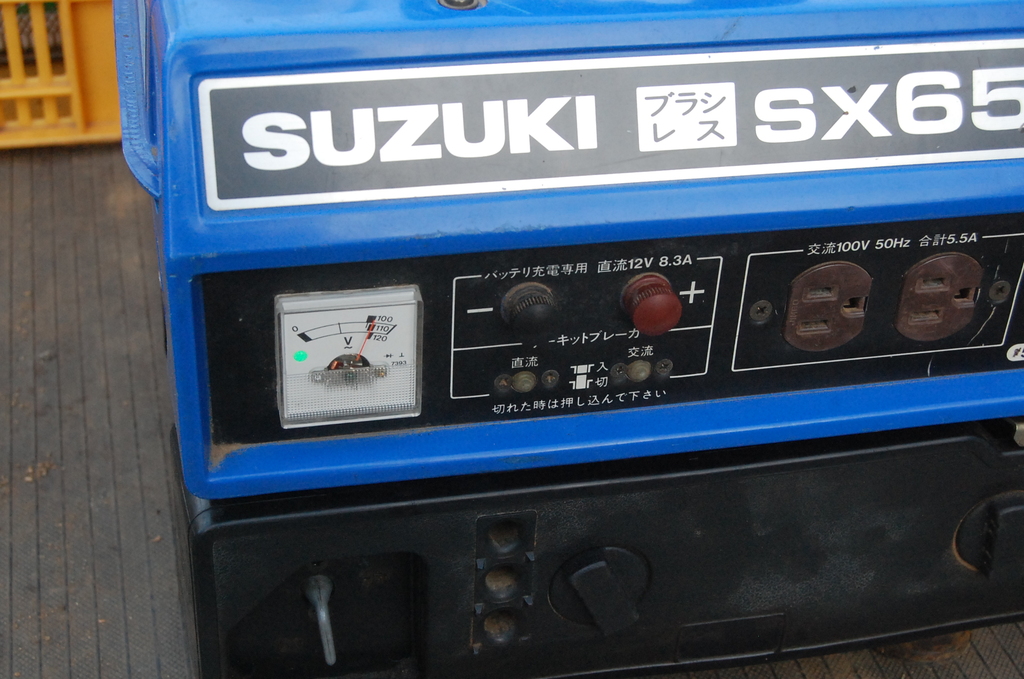 SUZUKI ブラシレス SX65
バッテリ充電専用 直流12V 8.3A
− +
ーキットブレーカ
直流 交流
入
切
切れた時は押し込んで下さい
交流100V 50Hz 合計5.5A
0 100
110
120
V
~
7393